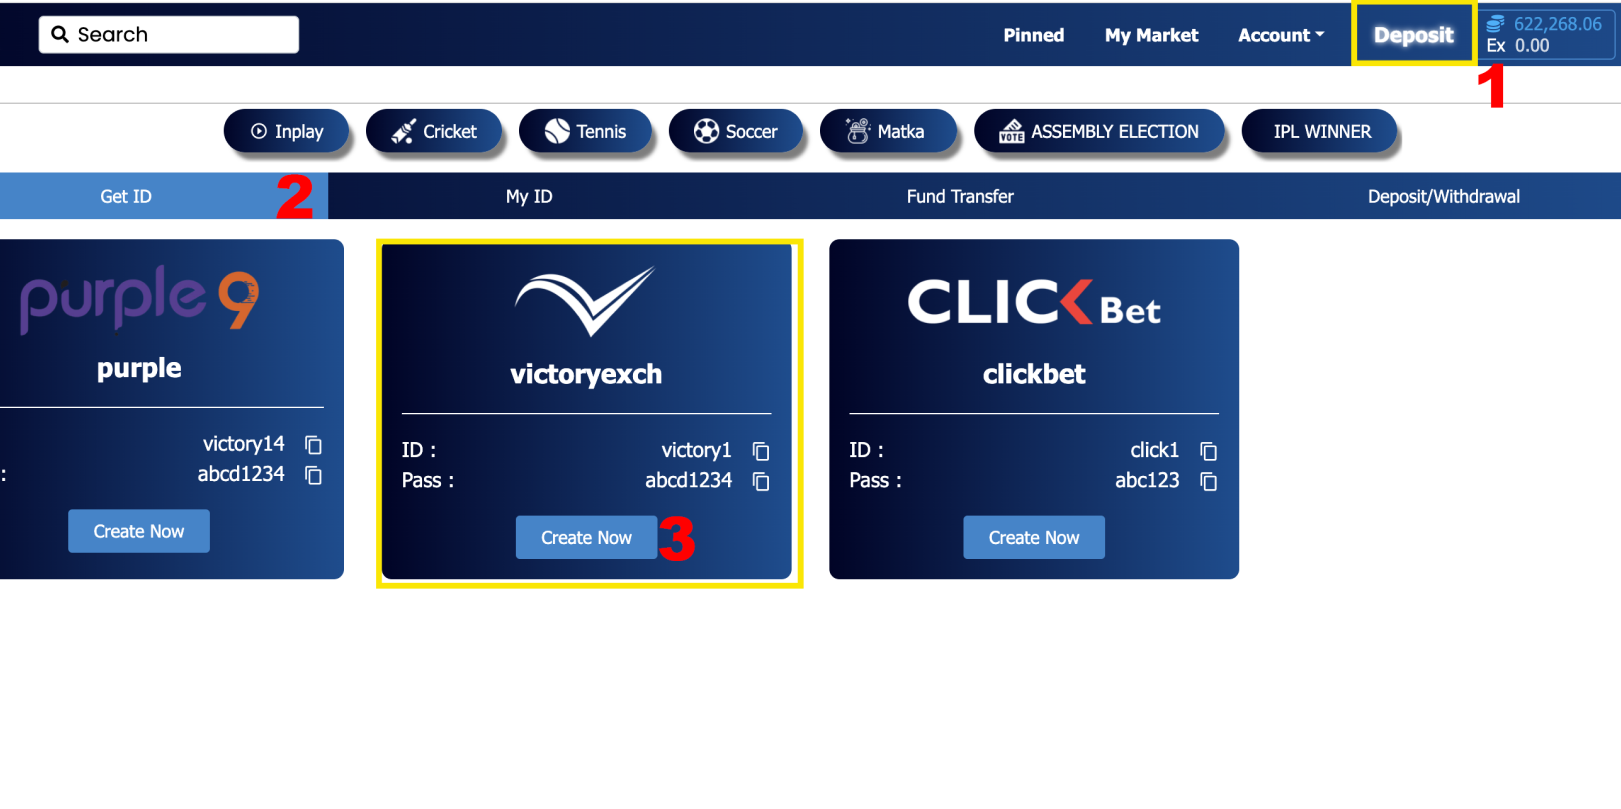 Search
Pinned My Market Account Deposit 622,268.06
Ex 0.00
1
Inplay Cricket Tennis Soccer Matka VOTE ASSEMBLY ELECTION IPL WINNER
Get ID 2 My ID Fund Transfer Deposit/Withdrawal
purple9
purple
victory14
: abcd1234
Create Now
victoryexch
ID : victory1
Pass : abcd1234
Create Now 3
CLICK Bet
clickbet
ID : click1
Pass : abc123
Create Now